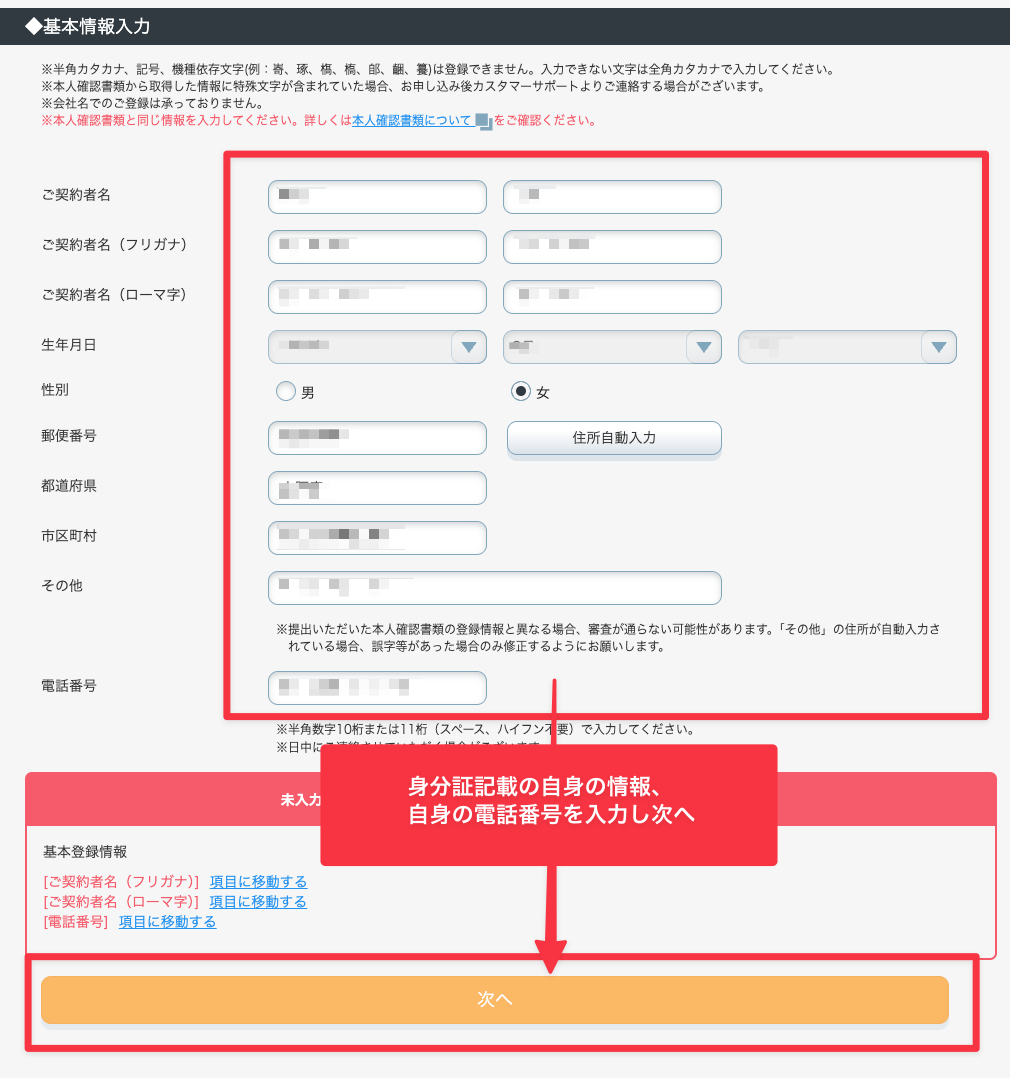 ◆基本情報入力
※半角カタカナ、記号、機種依存文字(例：嵜、琢、槗、槝、郋、齫、籑)は登録できません。入力できない文字は全角カタカナで入力してください。
※本人確認書類から取得した情報に特殊文字が含まれていた場合、お申し込み後カスタマーサポートよりご連絡する場合がございます。
※会社名でのご登録は承っておりません。
※本人確認書類と同じ情報を入力してください。詳しくは本人確認書類についてをご確認ください。
ご契約者名
ご契約者名（フリガナ）
ご契約者名（ローマ字）
生年月日
性別
男
女
郵便番号
住所自動入力
都道府県
市区町村
その他
※提出いただいた本人確認書類の登録情報と異なる場合、審査が通らない可能性があります。「その他」の住所が自動入力さ
れている場合、誤字等があった場合のみ修正するようにお願いします。
電話番号
※半角数字10桁または11桁（スペース、ハイフン不要）で入力してください。
※日中に
身分証記載の自身の情報、
自身の電話番号を入力し次へ
未入力
基本登録情報
[ご契約者名（フリガナ）] 項目に移動する
[ご契約者名（ローマ字）] 項目に移動する
[電話番号] 項目に移動する
次へ